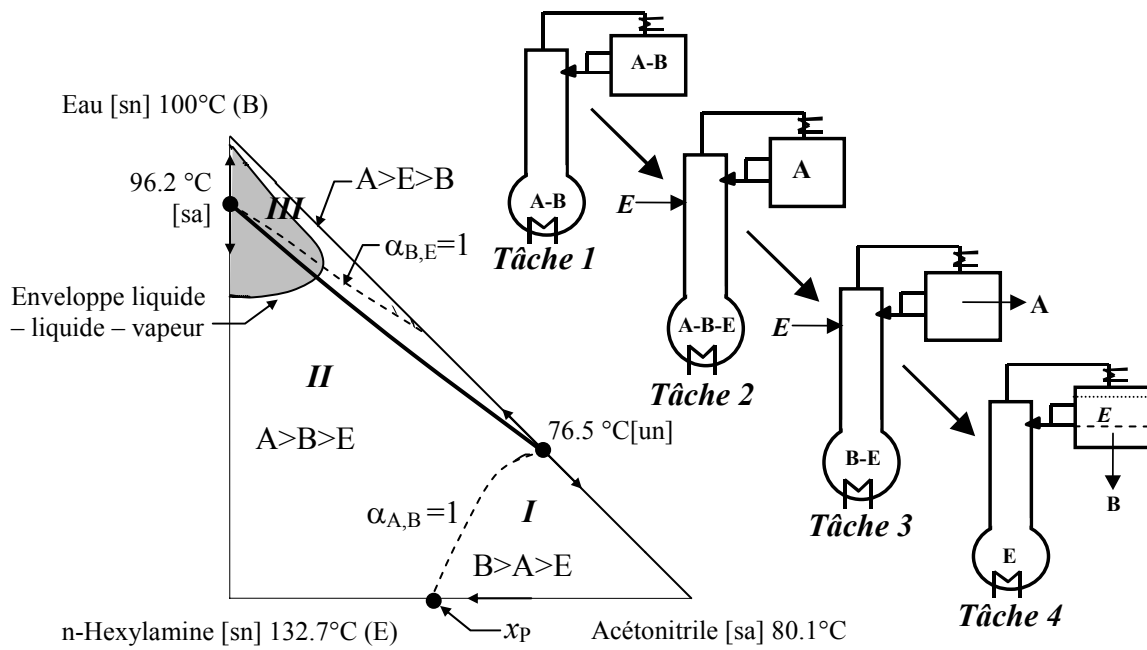 Eau [sn] 100°C (B)
96.2 °C
[sa]
III
A>E>B
αB,E=1
Enveloppe liquide
– liquide – vapeur
II
A>B>E
76.5 °C[un]
αA,B =1
I
B>A>E
n-Hexylamine [sn] 132.7°C (E)
xP
Acétonitrile [sa] 80.1°C
A-B
A-B
Tâche 1
A
E
A-B-E
Tâche 2
A
E
B-E
Tâche 3
E
B
E
Tâche 4